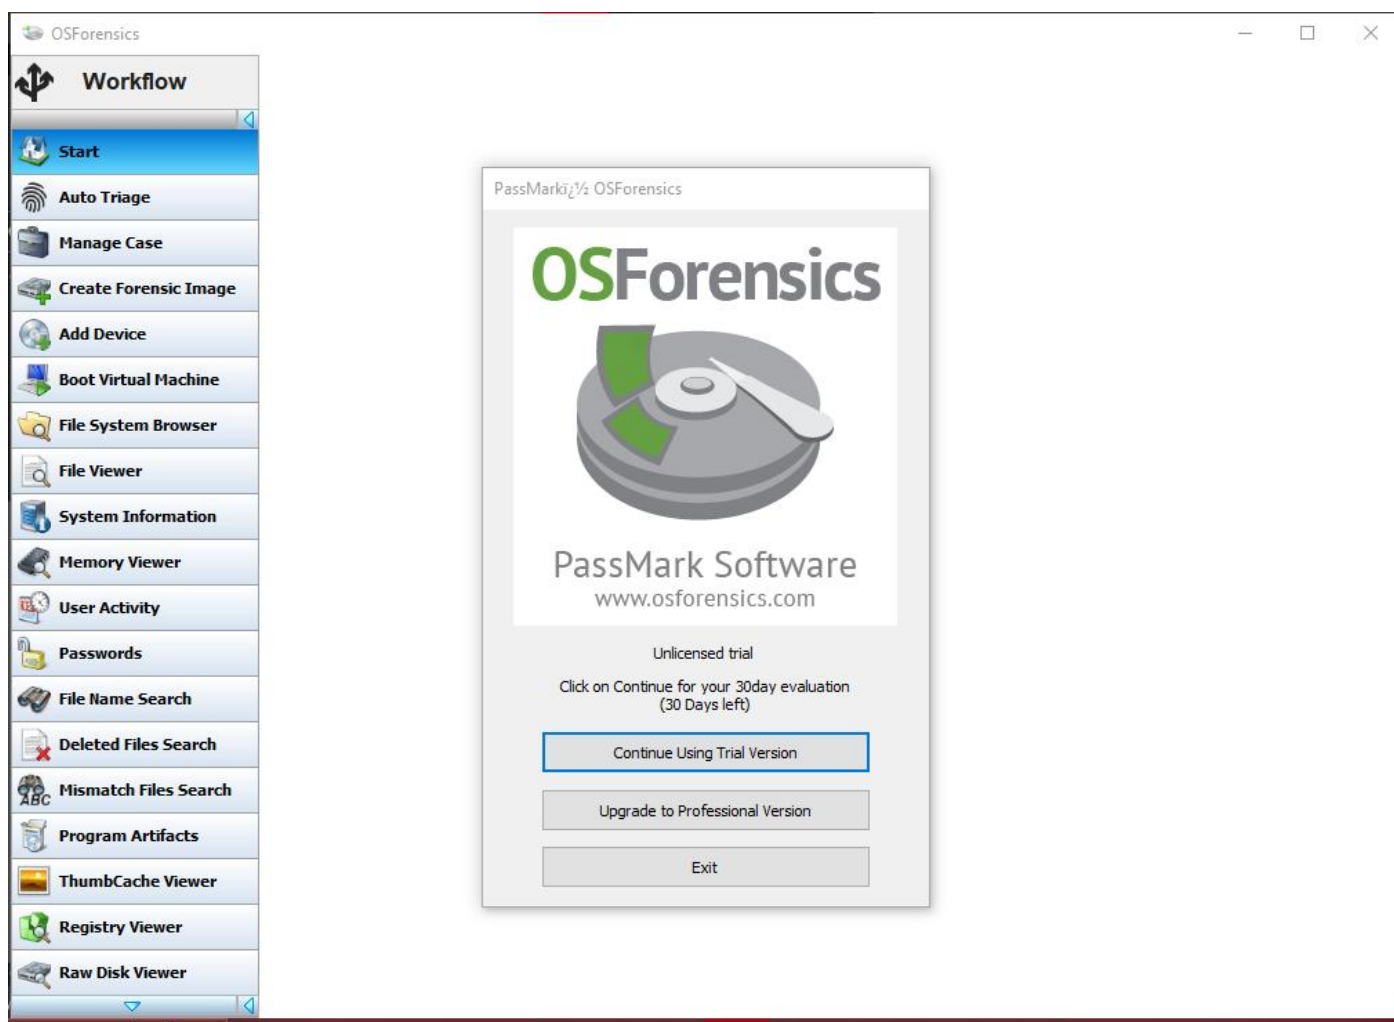 OSForensics
Workflow
Start
Auto Triage
Manage Case
Create Forensic Image
Add Device
Boot Virtual Machine
File System Browser
File Viewer
System Information
Memory Viewer
User Activity
Passwords
File Name Search
Deleted Files Search
ABC
Mismatch Files Search
Program Artifacts
ThumbCache Viewer
Registry Viewer
Raw Disk Viewer
PassMarkï¿½ OSForensics
OSForensics
PassMark Software
www.osforensics.com
Unlicensed trial
Click on Continue for your 30day evaluation
(30 Days left)
Continue Using Trial Version
Upgrade to Professional Version
Exit